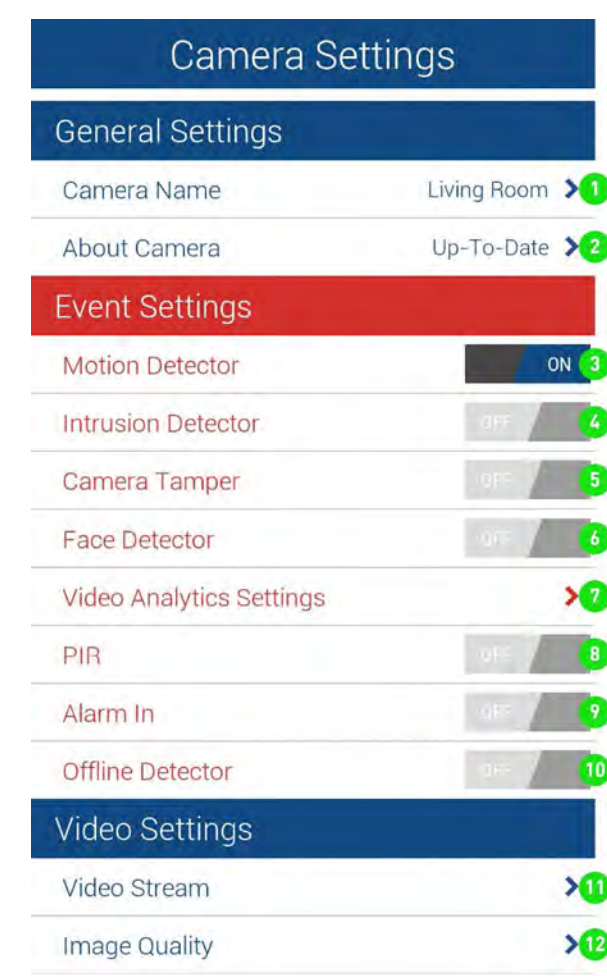 Camera Settings
General Settings
Camera Name Living Room 1
About Camera Up-To-Date 2
Event Settings
Motion Detector ON 3
Intrusion Detector OFF 4
Camera Tamper OFF 5
Face Detector OFF 6
Video Analytics Settings 7
PIR OFF 8
Alarm In OFF 9
Offline Detector OFF 10
Video Settings
Video Stream 11
Image Quality 12